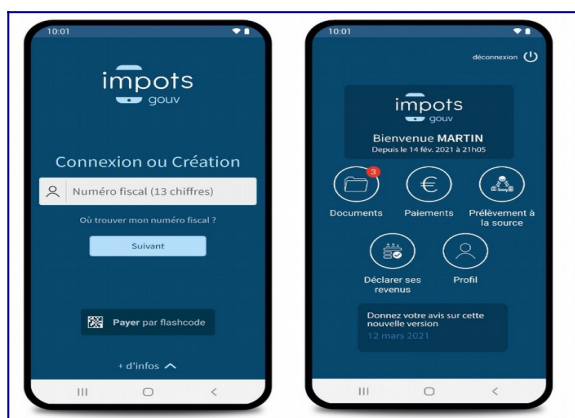 10:01
impots
gouv
Connexion ou Création
Numéro fiscal (13 chiffres)
Où trouver mon numéro fiscal ?
Suivant
Payer par flashcode
+ d'infos
10:01
déconnexion
impots
gouv
Bienvenue MARTIN
Depuis le 14 fév. 2021 à 21h05
3
Documents
Paiements
Prélèvement à
la source
Déclarer ses
revenus
Profil
Donnez votre avis sur cette
nouvelle version
12 mars 2021